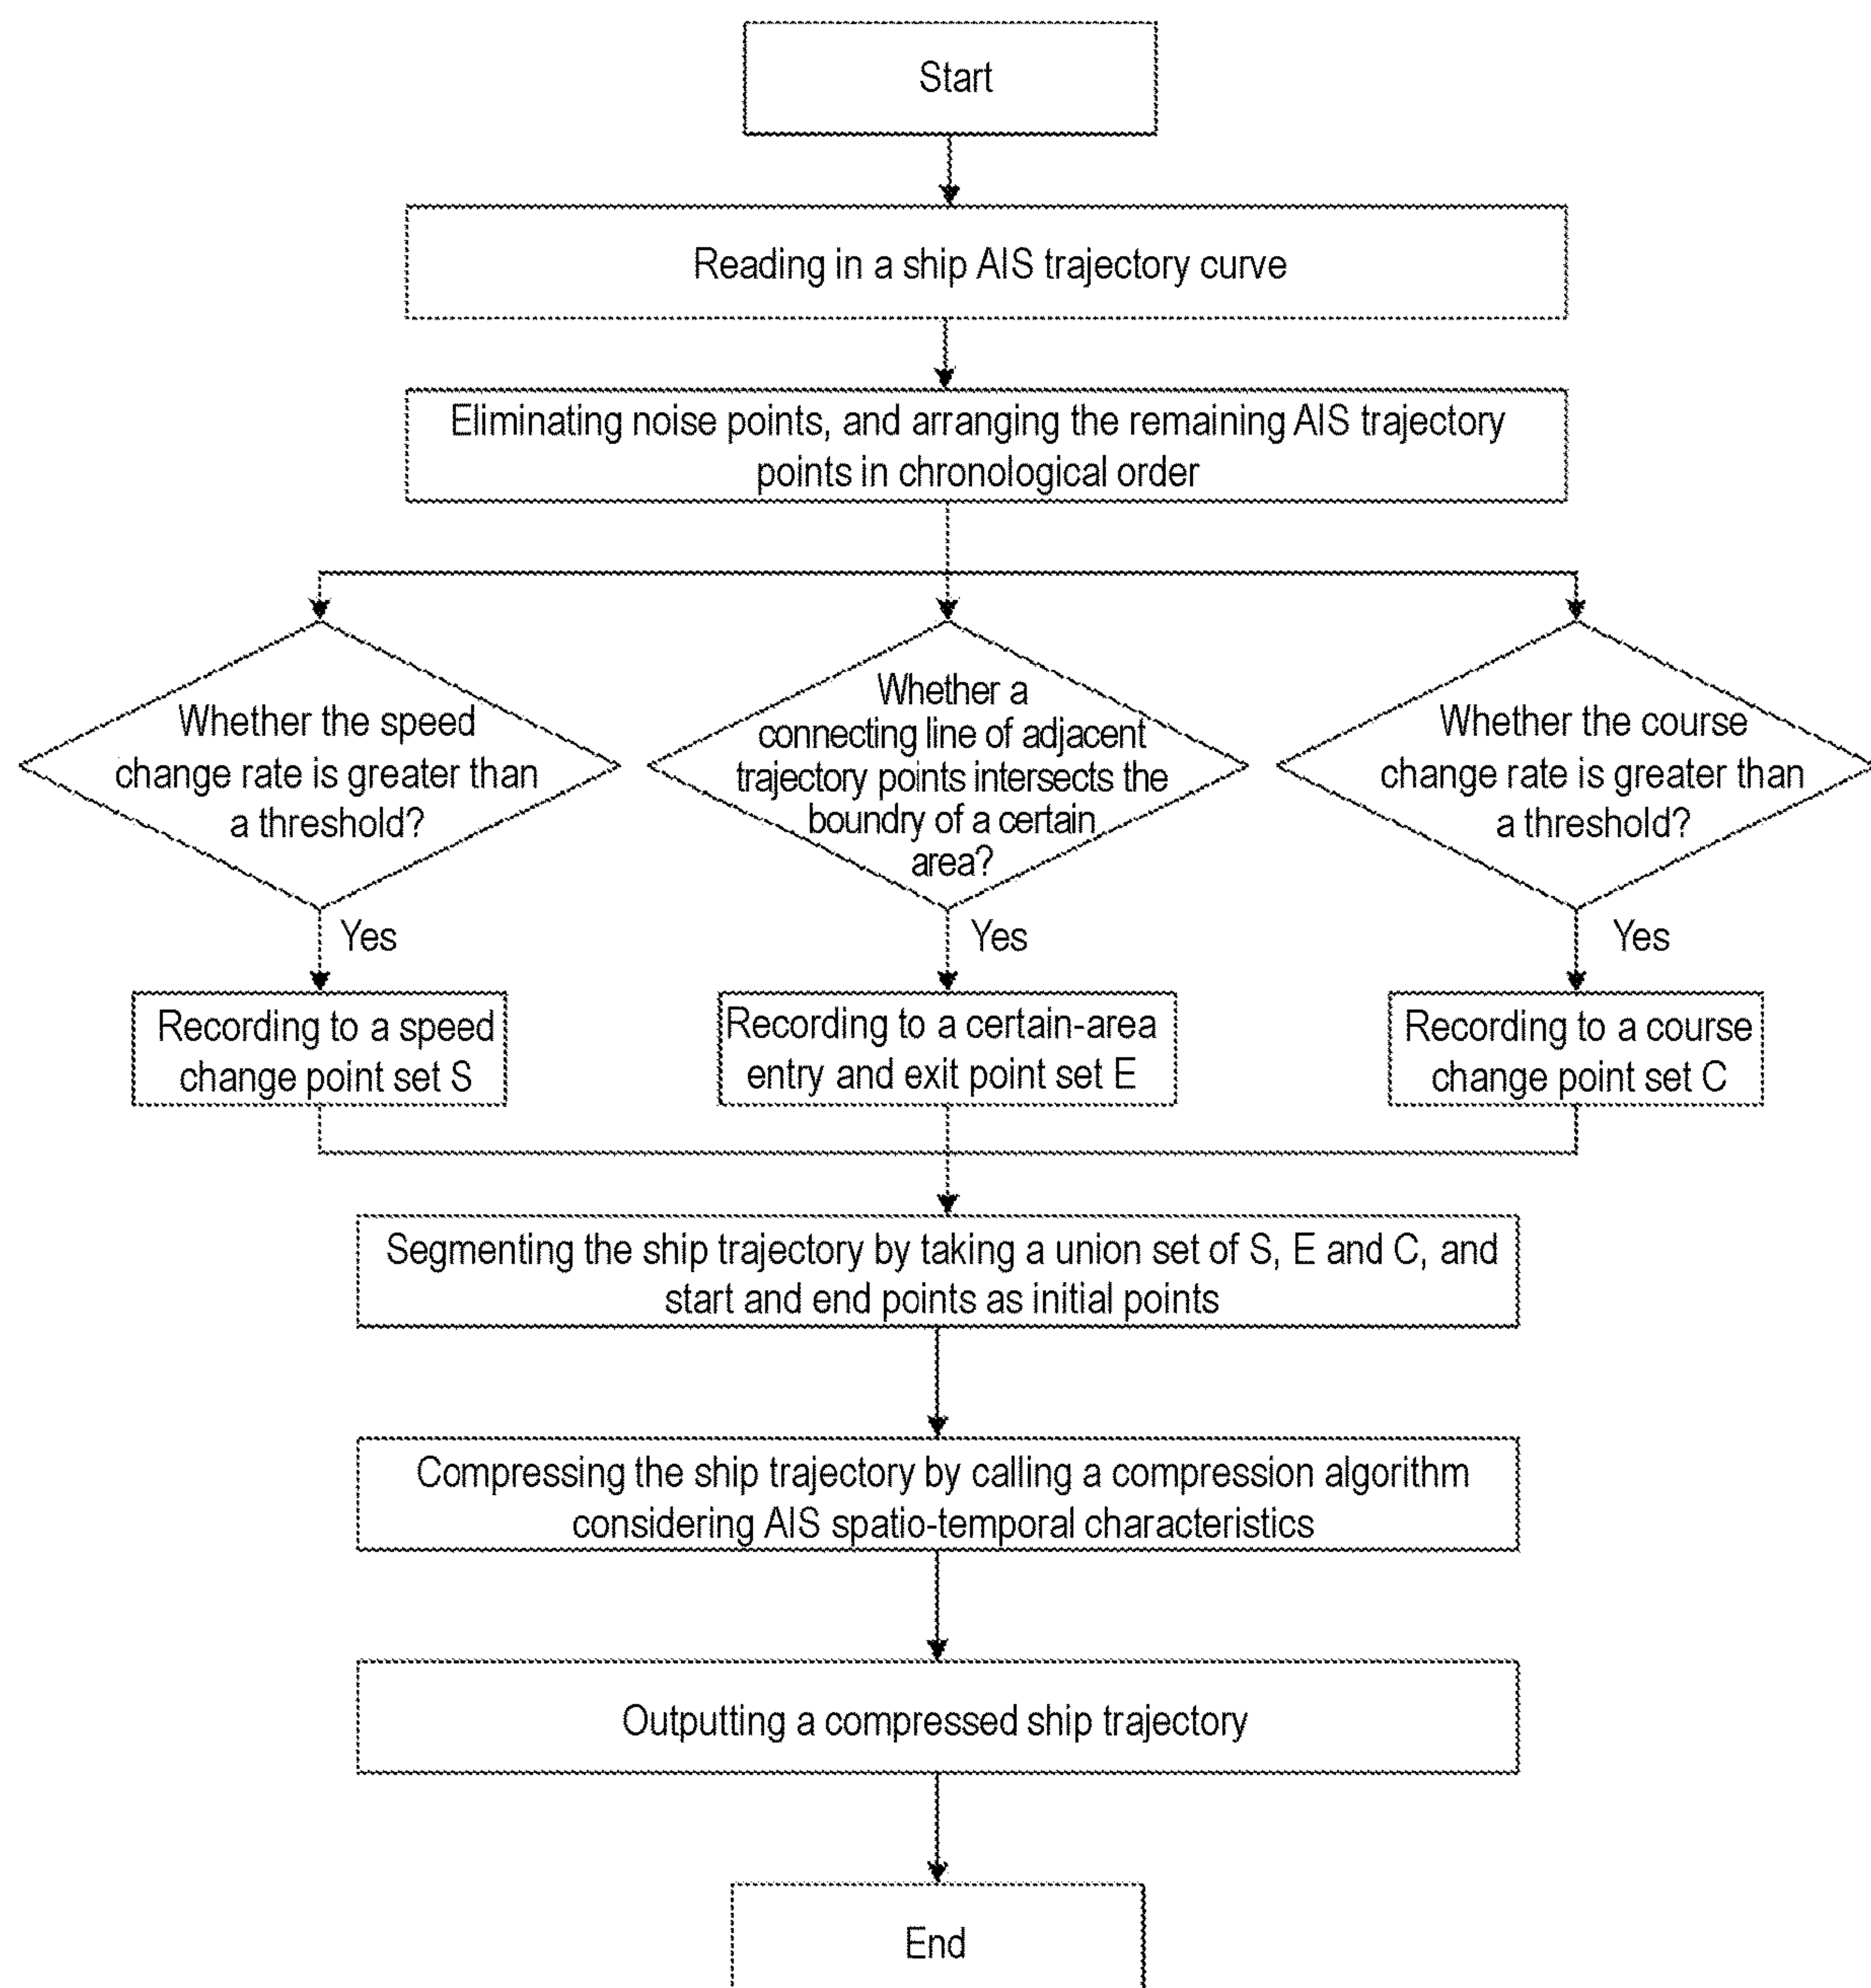 Start
Reading in a ship AIS trajectory curve
Eliminating noise points, and arranging the remaining AIS trajectory
points in chronological order
Whether the speed
change rate is greater than
a threshold?
Whether a
connecting line of adjacent
trajectory points intersects the
boundry of a certain
area?
Whether the course
change rate is greater than
a threshold?
Yes
Yes
Yes
Recording to a speed
change point set S
Recording to a certain-area
entry and exit point set E
Recording to a course
change point set C
Segmenting the ship trajectory by taking a union set of S, E and C, and
start and end points as initial points
Compressing the ship trajectory by calling a compression algorithm
considering AIS spatio-temporal characteristics
Outputting a compressed ship trajectory
End